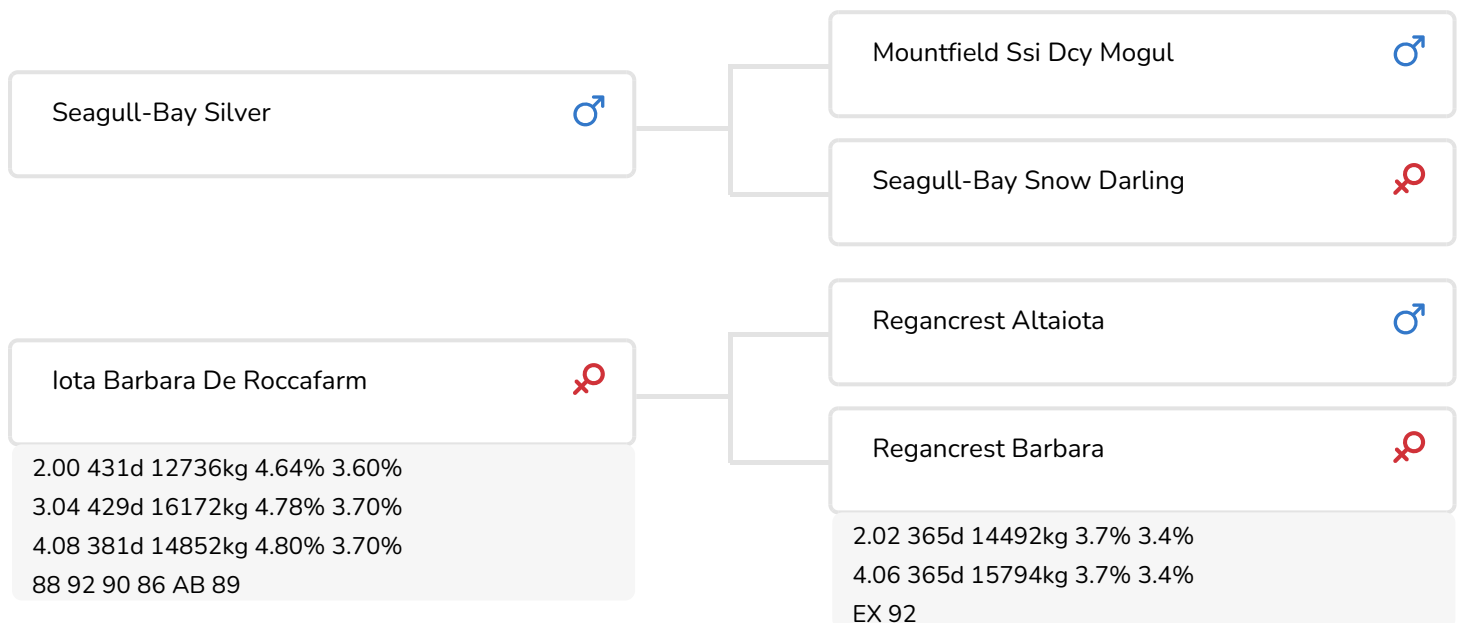 Mountfield Ssi Dcy Mogul
Seagull-Bay Silver
Seagull-Bay Snow Darling
Regancrest Altaiota
Iota Barbara De Roccafarm
Regancrest Barbara
2.00 431d 12736kg 4.64% 3.60%
3.04 429d 16172kg 4.78% 3.70%
4.08 381d 14852kg 4.80% 3.70%
88 92 90 86 AB 89
2.02 365d 14492kg 3.7% 3.4%
4.06 365d 15794kg 3.7% 3.4%
EX 92